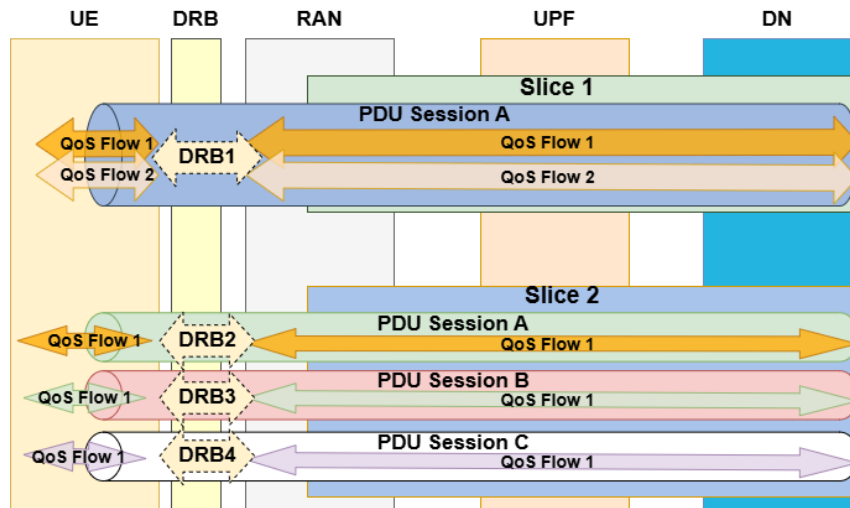 UE DRB RAN UPF DN
Slice 1
PDU Session A
QoS Flow 1 DRB1 QoS Flow 1
QoS Flow 2 QoS Flow 2
Slice 2
PDU Session A
QoS Flow 1 DRB2 QoS Flow 1
PDU Session B
QoS Flow 1 DRB3 QoS Flow 1
PDU Session C
QoS Flow 1 DRB4 QoS Flow 1